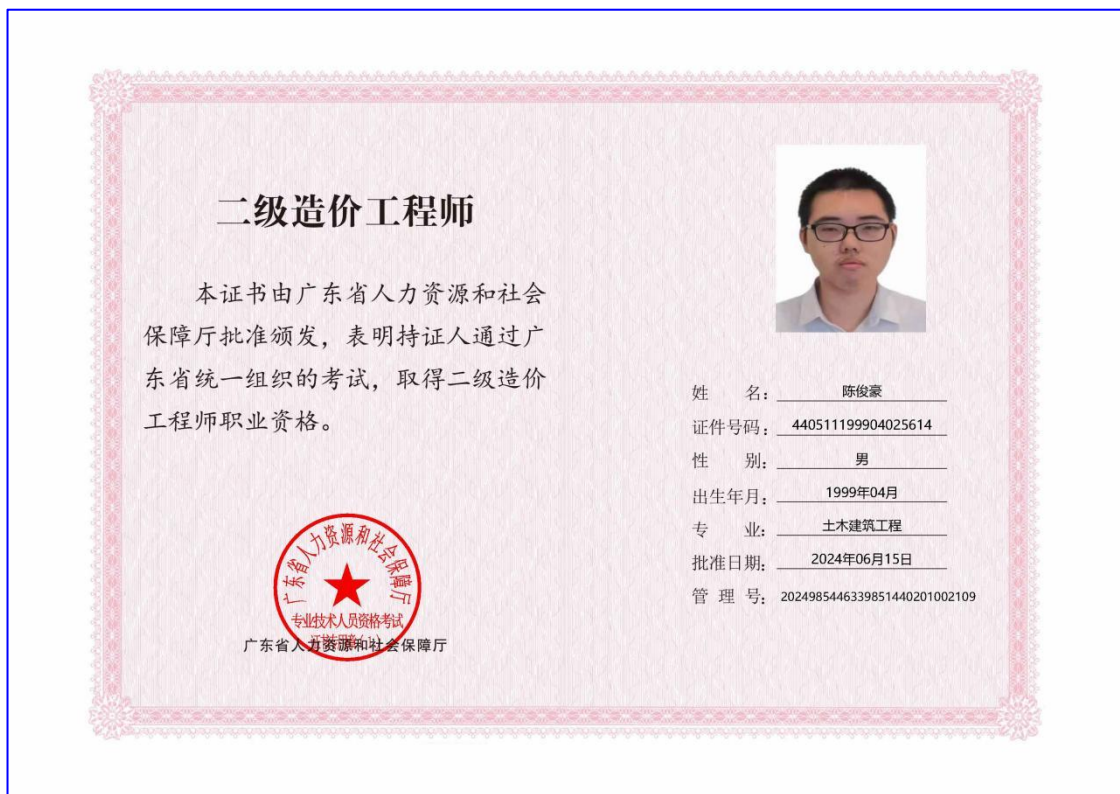 二级造价工程师
本证书由广东省人力资源和社会
保障厅批准颁发，表明持证人通过广
东省统一组织的考试，取得二级造价
工程师职业资格。
广东省人力资源和社会保障厅
专业技术人员资格考试
广东省人力资源和社会保障厅
姓 名：陈俊豪
证件号码：440511199904025614
性 别：男
出生年月：1999年04月
专 业：土木建筑工程
批准日期：2024年06月15日
管 理 号：20249854463398514402010​02109